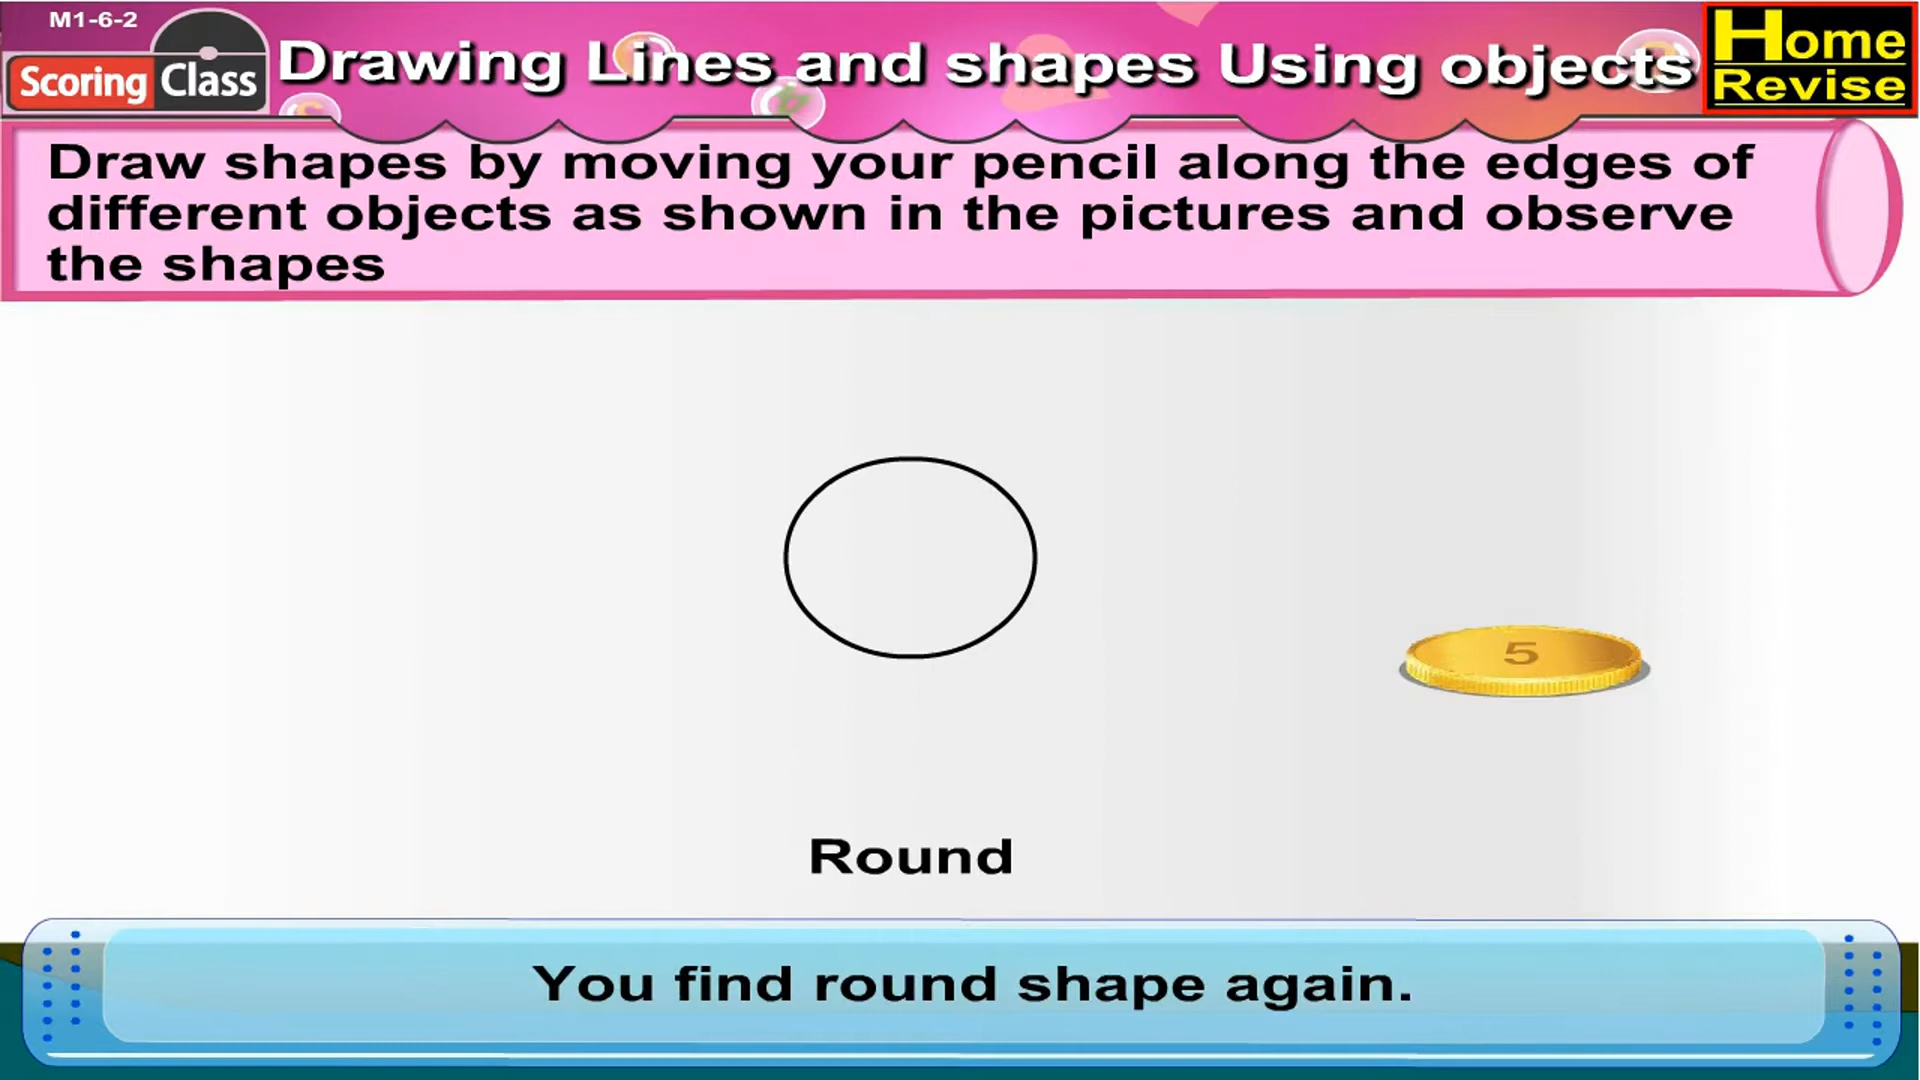 M1-6-2
Scoring Class
Drawing Lines and shapes Using objects
Home
Revise
Draw shapes by moving your pencil along the edges of
different objects as shown in the pictures and observe
the shapes
5
Round
You find round shape again.